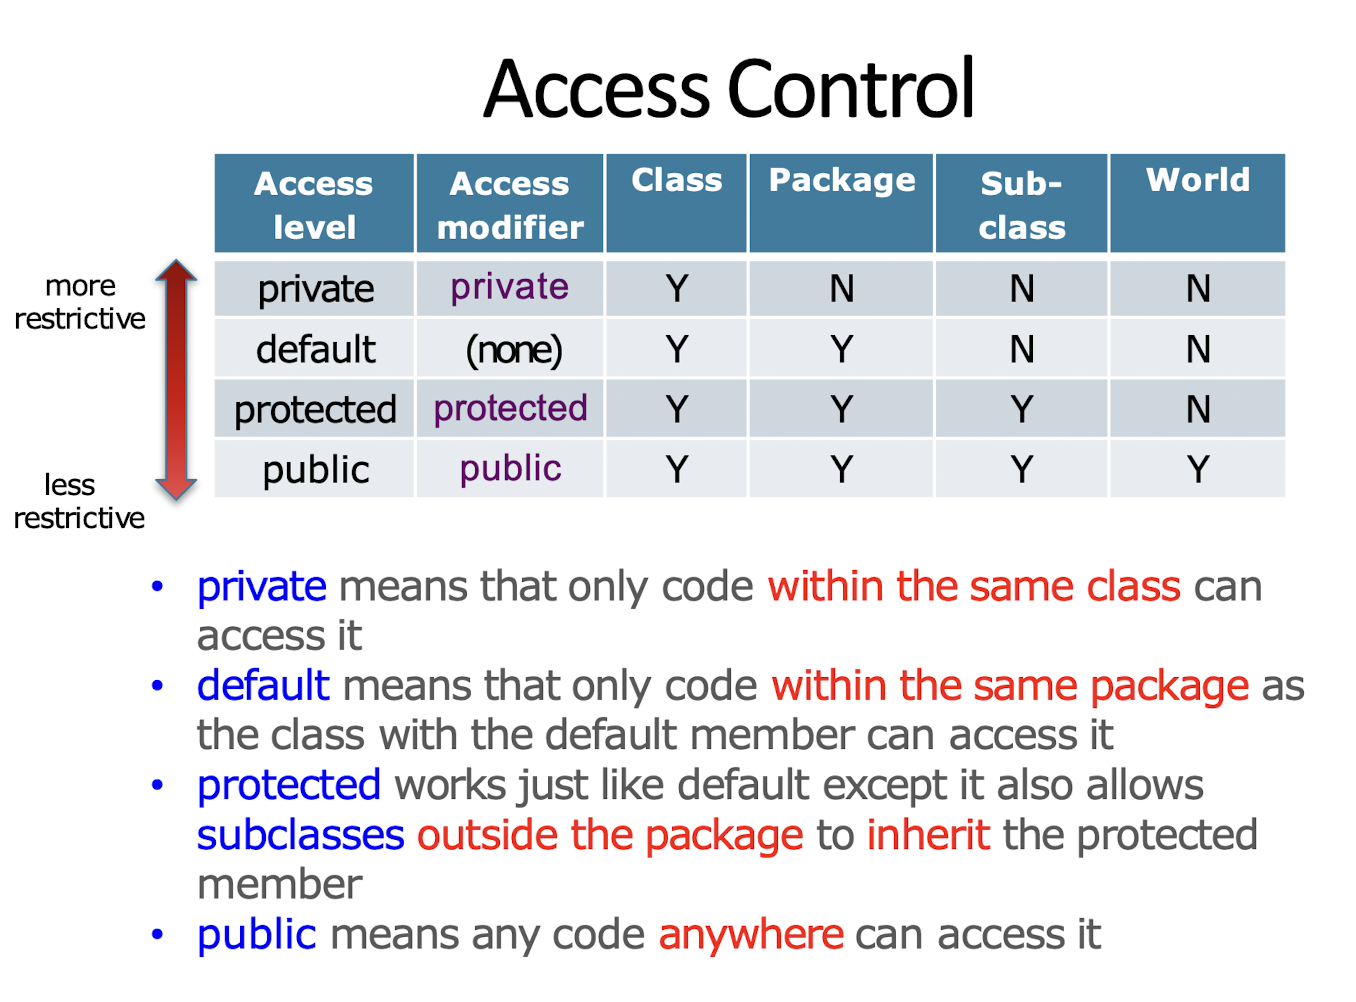 Access Control
Access level	Access modifier	Class	Package	Sub-class	World
more restrictive
private	private	Y	N	N	N
default	(none)	Y	Y	N	N
protected	protected	Y	Y	Y	N
public	public	Y	Y	Y	Y
less restrictive
• private means that only code within the same class can
access it
• default means that only code within the same package as
the class with the default member can access it
• protected works just like default except it also allows
subclasses outside the package to inherit the protected
member
• public means any code anywhere can access it